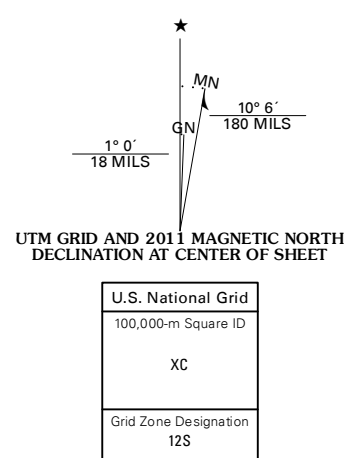 ★
MN
10° 6´
180 MILS
GN
1° 0´
18 MILS
UTM GRID AND 2011 MAGNETIC NORTH
DECLINATION AT CENTER OF SHEET
U.S. National Grid
100,000-m Square ID
XC
Grid Zone Designation
12S